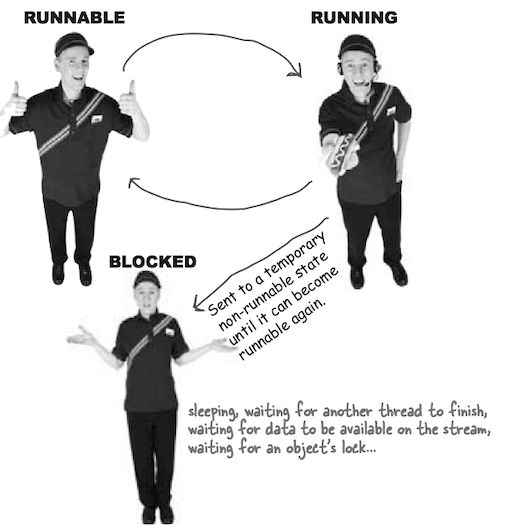 RUNNABLE
RUNNING
BLOCKED
Sent to a temporary
non-runnable state
until it can become
runnable again.
sleeping, waiting for another thread to finish,
waiting for data to be available on the stream,
waiting for an object's lock...